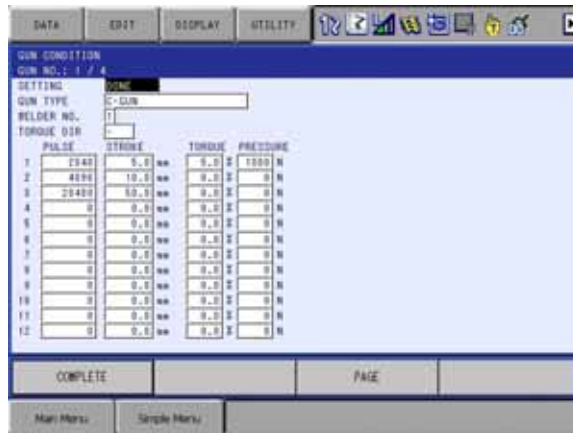 DATA EDIT DISPLAY UTILITY
GUN CONDITION
GUN NO.: 1 / 4
SETTING DONE
GUN TYPE C-GUN
WELDER NO. 1
TORQUE DIR -
PULSE STROKE TORQUE PRESSURE
1 2048 5.0 mm 5.0 % 1000 N
2 4096 10.0 mm 0.0 % 0 N
3 20480 50.0 mm 0.0 % 0 N
4 0 0.0 mm 0.0 % 0 N
5 0 0.0 mm 0.0 % 0 N
6 0 0.0 mm 0.0 % 0 N
7 0 0.0 mm 0.0 % 0 N
8 0 0.0 mm 0.0 % 0 N
9 0 0.0 mm 0.0 % 0 N
10 0 0.0 mm 0.0 % 0 N
11 0 0.0 mm 0.0 % 0 N
12 0 0.0 mm 0.0 % 0 N
COMPLETE PAGE
Main Menu Simple Menu